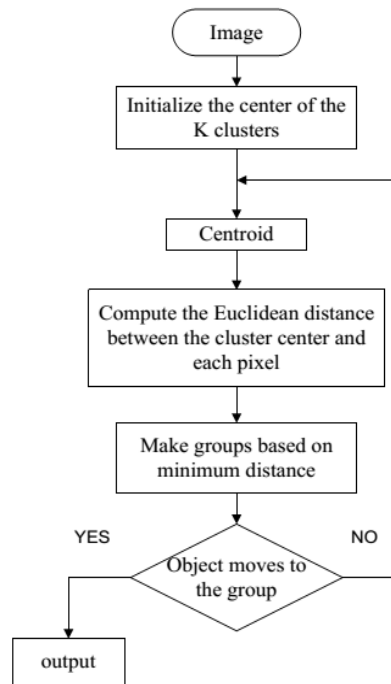 Image
Initialize the center of the
K clusters
Centroid
Compute the Euclidean distance
between the cluster center and
each pixel
Make groups based on
minimum distance
YES
NO
Object moves to
the group
output